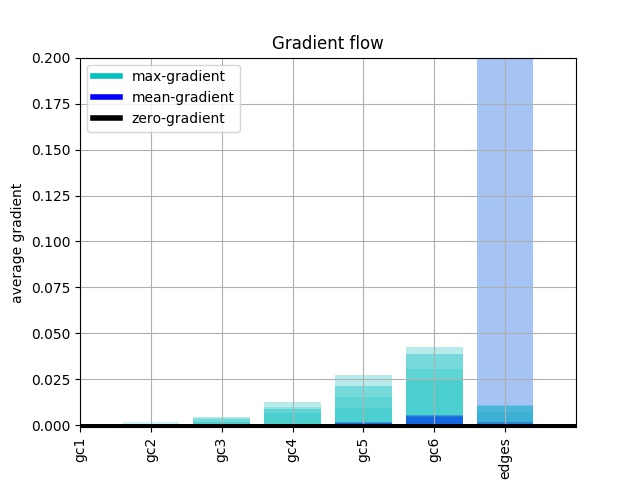 Gradient flow
average gradient
0.200
0.175
0.150
0.125
0.100
0.075
0.050
0.025
0.000
max-gradient
mean-gradient
zero-gradient
gc1
gc2
gc3
gc4
gc5
gc6
edges